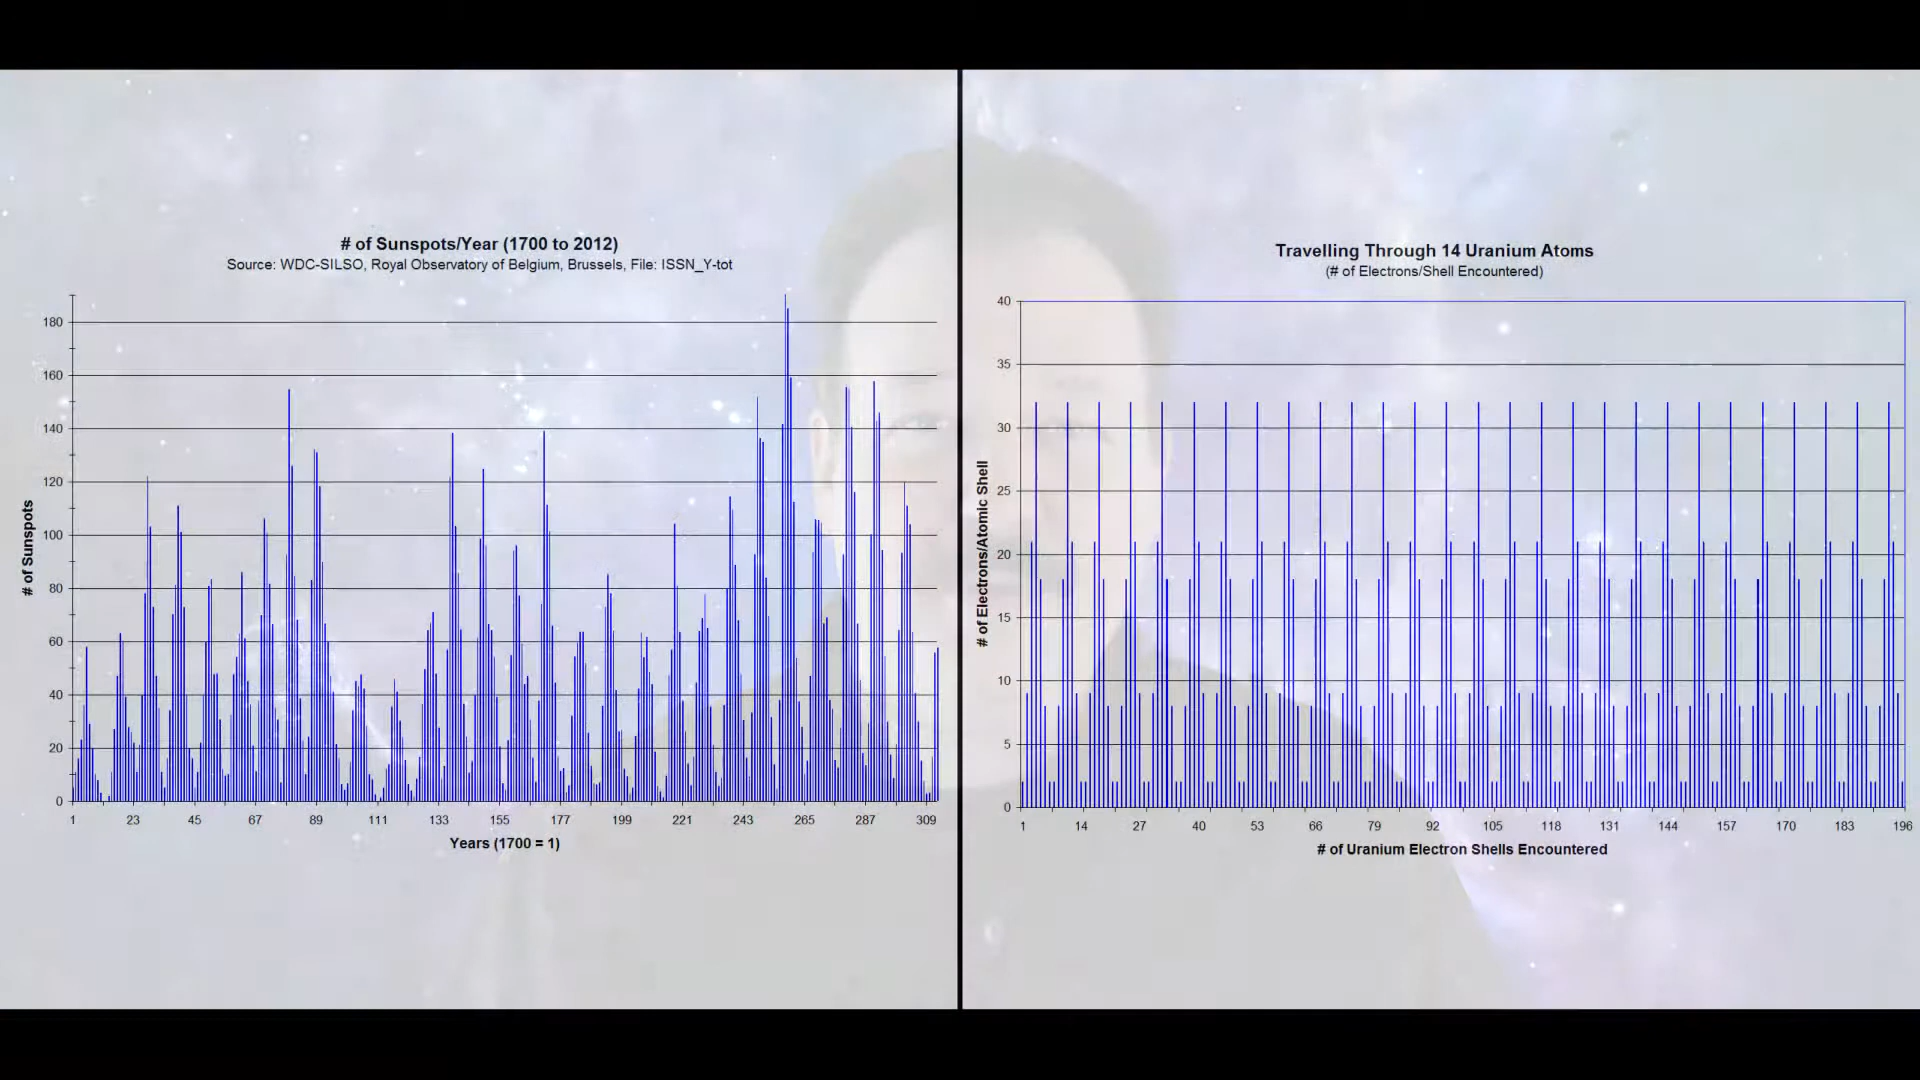 # of Sunspots/Year (1700 to 2012)
Source: WDC-SILSO, Royal Observatory of Belgium, Brussels, File: ISSN_Y-tot
# of Sunspots
180
160
140
120
100
80
60
40
20
0
1 23 45 67 89 111 133 155 177 199 221 243 265 287 309
Years (1700 = 1)
Travelling Through 14 Uranium Atoms
(# of Electrons/Shell Encountered)
# of Electrons/Atomic Shell
40
35
30
25
20
15
10
5
0
1 14 27 40 53 66 79 92 105 118 131 144 157 170 183 196
# of Uranium Electron Shells Encountered